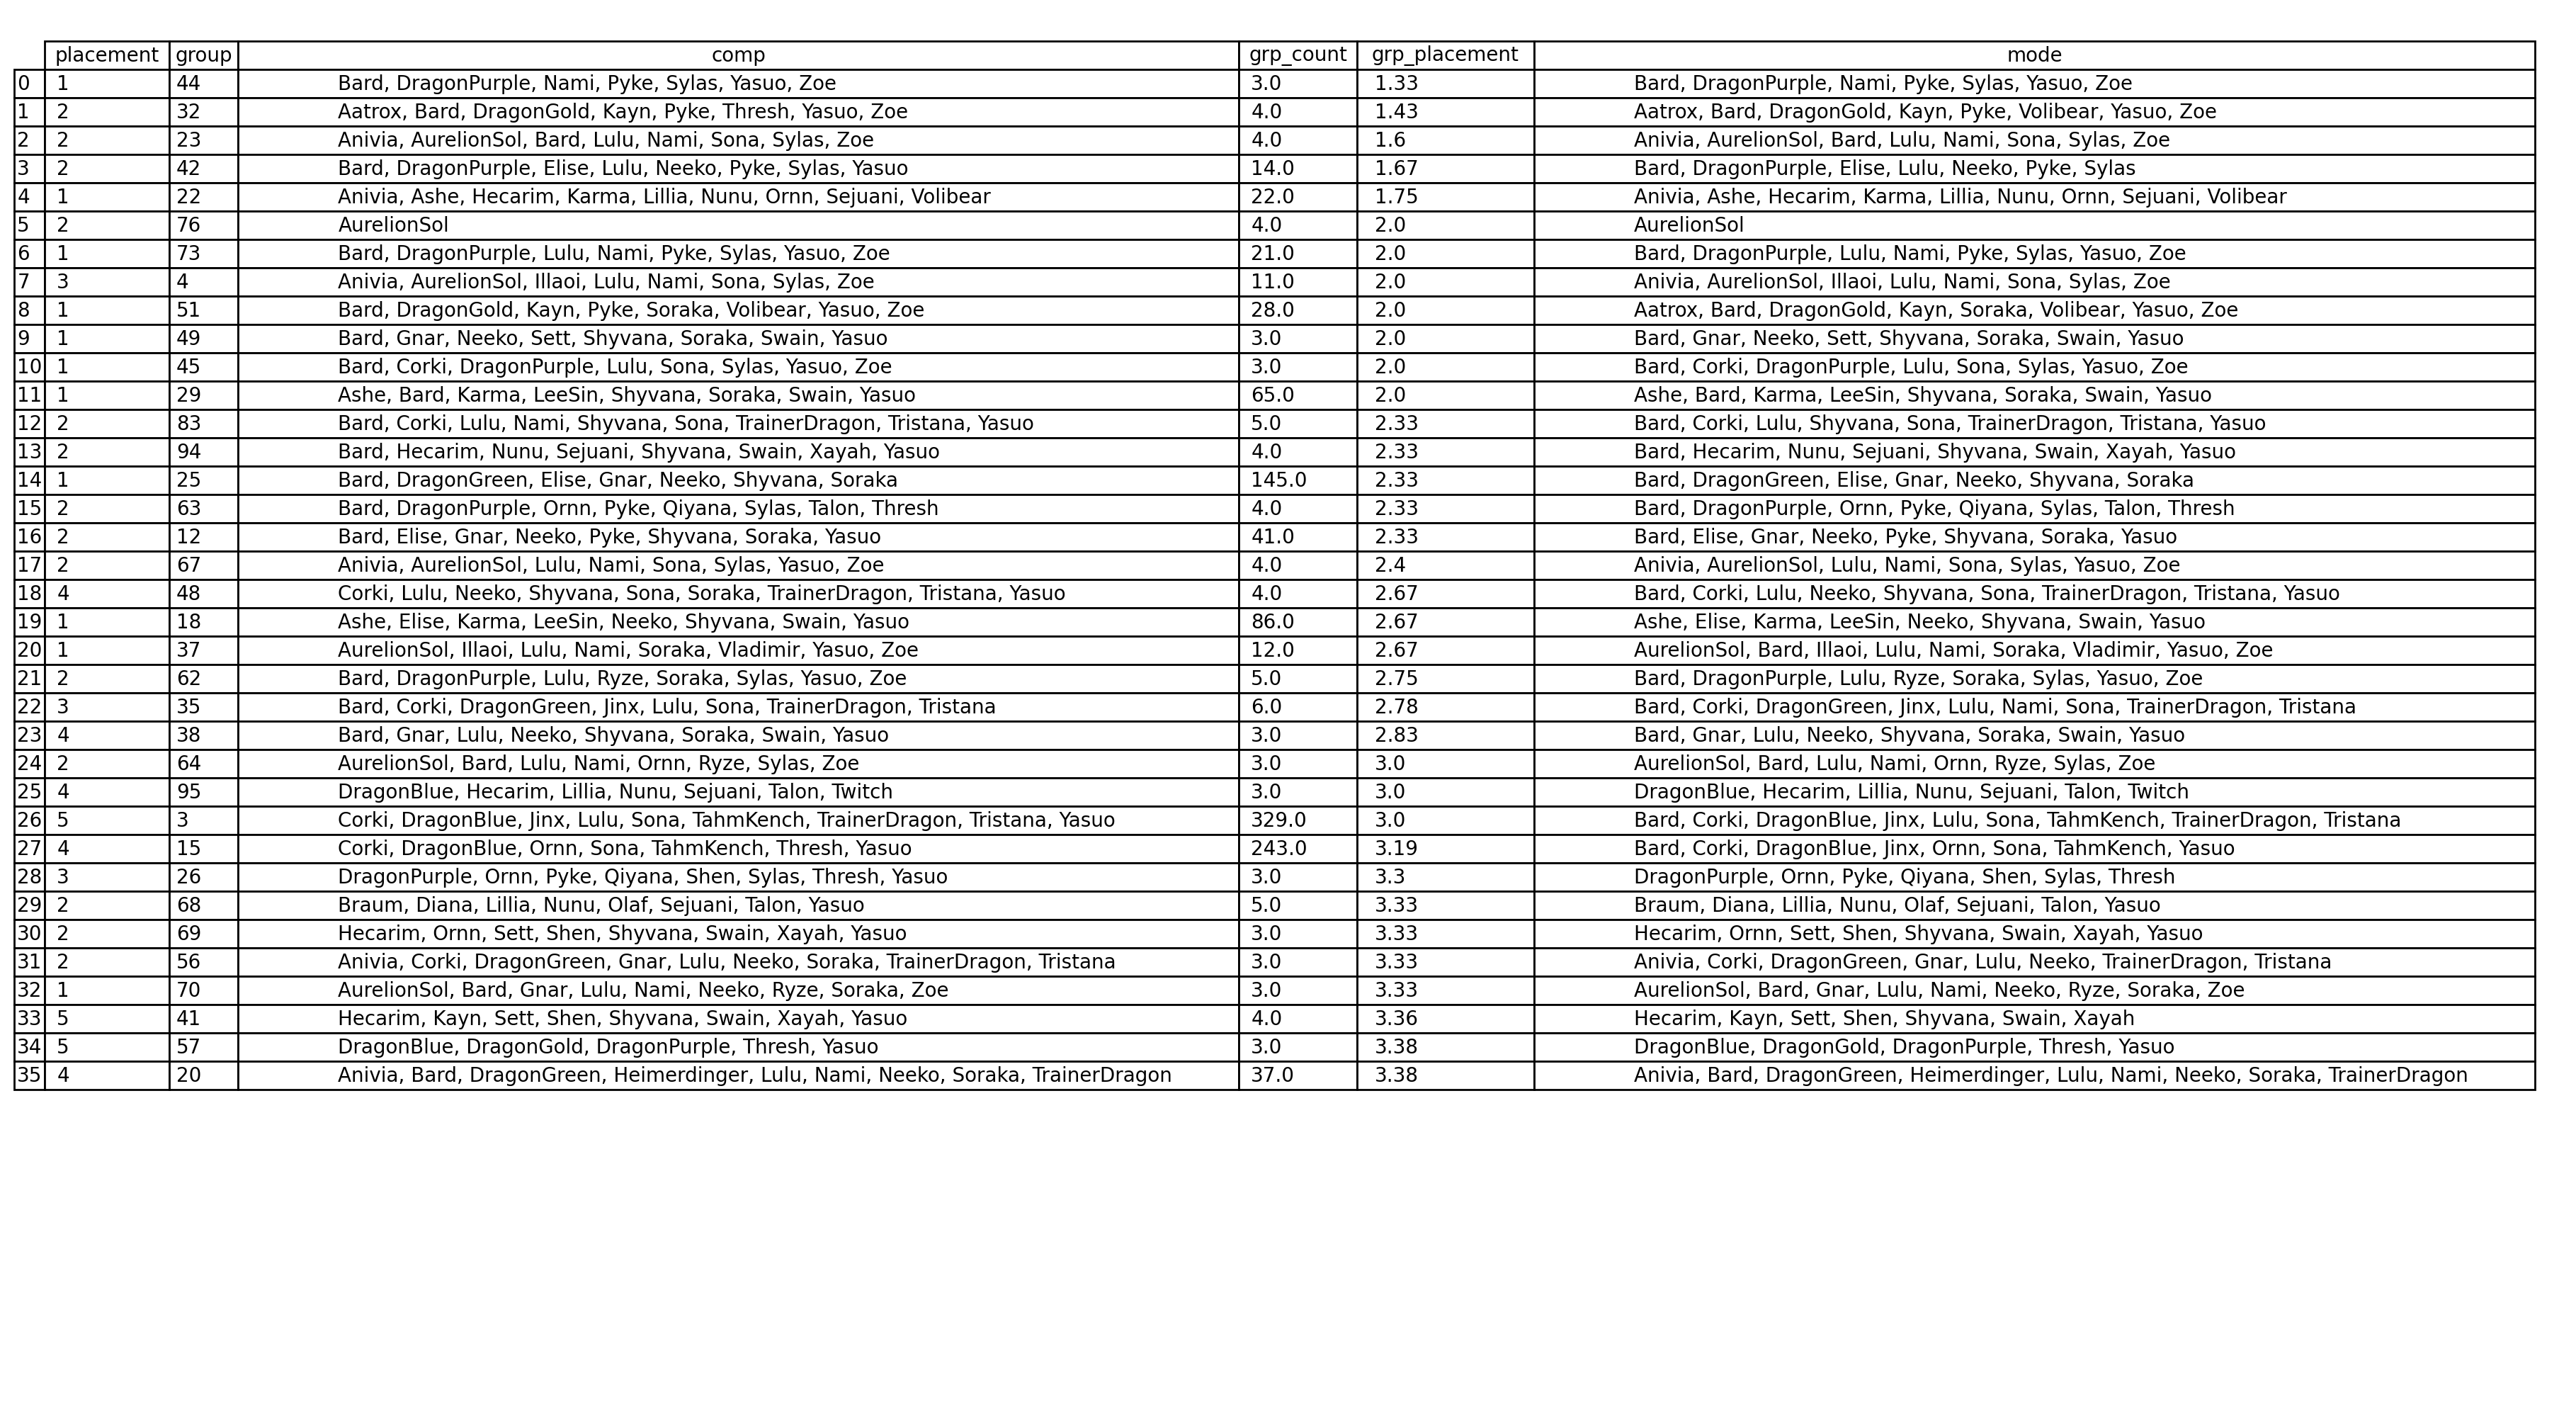 placement group comp grp_count grp_placement mode
0 1 44 Bard, DragonPurple, Nami, Pyke, Sylas, Yasuo, Zoe 3.0 1.33 Bard, DragonPurple, Nami, Pyke, Sylas, Yasuo, Zoe
1 2 32 Aatrox, Bard, DragonGold, Kayn, Pyke, Thresh, Yasuo, Zoe 4.0 1.43 Aatrox, Bard, DragonGold, Kayn, Pyke, Volibear, Yasuo, Zoe
2 2 23 Anivia, AurelionSol, Bard, Lulu, Nami, Sona, Sylas, Zoe 4.0 1.6 Anivia, AurelionSol, Bard, Lulu, Nami, Sona, Sylas, Zoe
3 2 42 Bard, DragonPurple, Elise, Lulu, Neeko, Pyke, Sylas, Yasuo 14.0 1.67 Bard, DragonPurple, Elise, Lulu, Neeko, Pyke, Sylas
4 1 22 Anivia, Ashe, Hecarim, Karma, Lillia, Nunu, Ornn, Sejuani, Volibear 22.0 1.75 Anivia, Ashe, Hecarim, Karma, Lillia, Nunu, Ornn, Sejuani, Volibear
5 2 76 AurelionSol 4.0 2.0 AurelionSol
6 1 73 Bard, DragonPurple, Lulu, Nami, Pyke, Sylas, Yasuo, Zoe 21.0 2.0 Bard, DragonPurple, Lulu, Nami, Pyke, Sylas, Yasuo, Zoe
7 3 4 Anivia, AurelionSol, Illaoi, Lulu, Nami, Sona, Sylas, Zoe 11.0 2.0 Anivia, AurelionSol, Illaoi, Lulu, Nami, Sona, Sylas, Zoe
8 1 51 Bard, DragonGold, Kayn, Pyke, Soraka, Volibear, Yasuo, Zoe 28.0 2.0 Aatrox, Bard, DragonGold, Kayn, Soraka, Volibear, Yasuo, Zoe
9 1 49 Bard, Gnar, Neeko, Sett, Shyvana, Soraka, Swain, Yasuo 3.0 2.0 Bard, Gnar, Neeko, Sett, Shyvana, Soraka, Swain, Yasuo
10 1 45 Bard, Corki, DragonPurple, Lulu, Sona, Sylas, Yasuo, Zoe 3.0 2.0 Bard, Corki, DragonPurple, Lulu, Sona, Sylas, Yasuo, Zoe
11 1 29 Ashe, Bard, Karma, LeeSin, Shyvana, Soraka, Swain, Yasuo 65.0 2.0 Ashe, Bard, Karma, LeeSin, Shyvana, Soraka, Swain, Yasuo
12 2 83 Bard, Corki, Lulu, Nami, Shyvana, Sona, TrainerDragon, Tristana, Yasuo 5.0 2.33 Bard, Corki, Lulu, Shyvana, Sona, TrainerDragon, Tristana, Yasuo
13 2 94 Bard, Hecarim, Nunu, Sejuani, Shyvana, Swain, Xayah, Yasuo 4.0 2.33 Bard, Hecarim, Nunu, Sejuani, Shyvana, Swain, Xayah, Yasuo
14 1 25 Bard, DragonGreen, Elise, Gnar, Neeko, Shyvana, Soraka 145.0 2.33 Bard, DragonGreen, Elise, Gnar, Neeko, Shyvana, Soraka
15 2 63 Bard, DragonPurple, Ornn, Pyke, Qiyana, Sylas, Talon, Thresh 4.0 2.33 Bard, DragonPurple, Ornn, Pyke, Qiyana, Sylas, Talon, Thresh
16 2 12 Bard, Elise, Gnar, Neeko, Pyke, Shyvana, Soraka, Yasuo 41.0 2.33 Bard, Elise, Gnar, Neeko, Pyke, Shyvana, Soraka, Yasuo
17 2 67 Anivia, AurelionSol, Lulu, Nami, Sona, Sylas, Yasuo, Zoe 4.0 2.4 Anivia, AurelionSol, Lulu, Nami, Sona, Sylas, Yasuo, Zoe
18 4 48 Corki, Lulu, Neeko, Shyvana, Sona, Soraka, TrainerDragon, Tristana, Yasuo 4.0 2.67 Bard, Corki, Lulu, Neeko, Shyvana, Sona, TrainerDragon, Tristana, Yasuo
19 1 18 Ashe, Elise, Karma, LeeSin, Neeko, Shyvana, Swain, Yasuo 86.0 2.67 Ashe, Elise, Karma, LeeSin, Neeko, Shyvana, Swain, Yasuo
20 1 37 AurelionSol, Illaoi, Lulu, Nami, Soraka, Vladimir, Yasuo, Zoe 12.0 2.67 AurelionSol, Bard, Illaoi, Lulu, Nami, Soraka, Vladimir, Yasuo, Zoe
21 2 62 Bard, DragonPurple, Lulu, Ryze, Soraka, Sylas, Yasuo, Zoe 5.0 2.75 Bard, DragonPurple, Lulu, Ryze, Soraka, Sylas, Yasuo, Zoe
22 3 35 Bard, Corki, DragonGreen, Jinx, Lulu, Sona, TrainerDragon, Tristana 6.0 2.78 Bard, Corki, DragonGreen, Jinx, Lulu, Nami, Sona, TrainerDragon, Tristana
23 4 38 Bard, Gnar, Lulu, Neeko, Shyvana, Soraka, Swain, Yasuo 3.0 2.83 Bard, Gnar, Lulu, Neeko, Shyvana, Soraka, Swain, Yasuo
24 2 64 AurelionSol, Bard, Lulu, Nami, Ornn, Ryze, Sylas, Zoe 3.0 3.0 AurelionSol, Bard, Lulu, Nami, Ornn, Ryze, Sylas, Zoe
25 4 95 DragonBlue, Hecarim, Lillia, Nunu, Sejuani, Talon, Twitch 3.0 3.0 DragonBlue, Hecarim, Lillia, Nunu, Sejuani, Talon, Twitch
26 5 3 Corki, DragonBlue, Jinx, Lulu, Sona, TahmKench, TrainerDragon, Tristana, Yasuo 329.0 3.0 Bard, Corki, DragonBlue, Jinx, Lulu, Sona, TahmKench, TrainerDragon, Tristana
27 4 15 Corki, DragonBlue, Ornn, Sona, TahmKench, Thresh, Yasuo 243.0 3.19 Bard, Corki, DragonBlue, Jinx, Ornn, Sona, TahmKench, Yasuo
28 3 26 DragonPurple, Ornn, Pyke, Qiyana, Shen, Sylas, Thresh, Yasuo 3.0 3.3 DragonPurple, Ornn, Pyke, Qiyana, Shen, Sylas, Thresh
29 2 68 Braum, Diana, Lillia, Nunu, Olaf, Sejuani, Talon, Yasuo 5.0 3.33 Braum, Diana, Lillia, Nunu, Olaf, Sejuani, Talon, Yasuo
30 2 69 Hecarim, Ornn, Sett, Shen, Shyvana, Swain, Xayah, Yasuo 3.0 3.33 Hecarim, Ornn, Sett, Shen, Shyvana, Swain, Xayah, Yasuo
31 2 56 Anivia, Corki, DragonGreen, Gnar, Lulu, Neeko, Soraka, TrainerDragon, Tristana 3.0 3.33 Anivia, Corki, DragonGreen, Gnar, Lulu, Neeko, TrainerDragon, Tristana
32 1 70 AurelionSol, Bard, Gnar, Lulu, Nami, Neeko, Ryze, Soraka, Zoe 3.0 3.33 AurelionSol, Bard, Gnar, Lulu, Nami, Neeko, Ryze, Soraka, Zoe
33 5 41 Hecarim, Kayn, Sett, Shen, Shyvana, Swain, Xayah, Yasuo 4.0 3.36 Hecarim, Kayn, Sett, Shen, Shyvana, Swain, Xayah
34 5 57 DragonBlue, DragonGold, DragonPurple, Thresh, Yasuo 3.0 3.38 DragonBlue, DragonGold, DragonPurple, Thresh, Yasuo
35 4 20 Anivia, Bard, DragonGreen, Heimerdinger, Lulu, Nami, Neeko, Soraka, TrainerDragon 37.0 3.38 Anivia, Bard, DragonGreen, Heimerdinger, Lulu, Nami, Neeko, Soraka, TrainerDragon